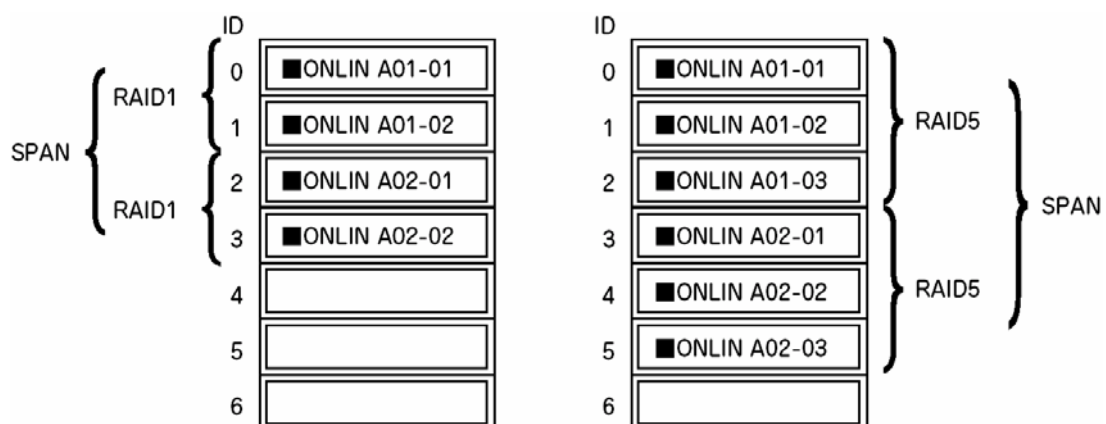 ID
0 ■ONLIN A01-01
RAID1
1 ■ONLIN A01-02
SPAN
2 ■ONLIN A02-01
RAID1
3 ■ONLIN A02-02
4
5
6
ID
0 ■ONLIN A01-01
1 ■ONLIN A01-02
RAID5
2 ■ONLIN A01-03
SPAN
3 ■ONLIN A02-01
4 ■ONLIN A02-02
RAID5
5 ■ONLIN A02-03
6